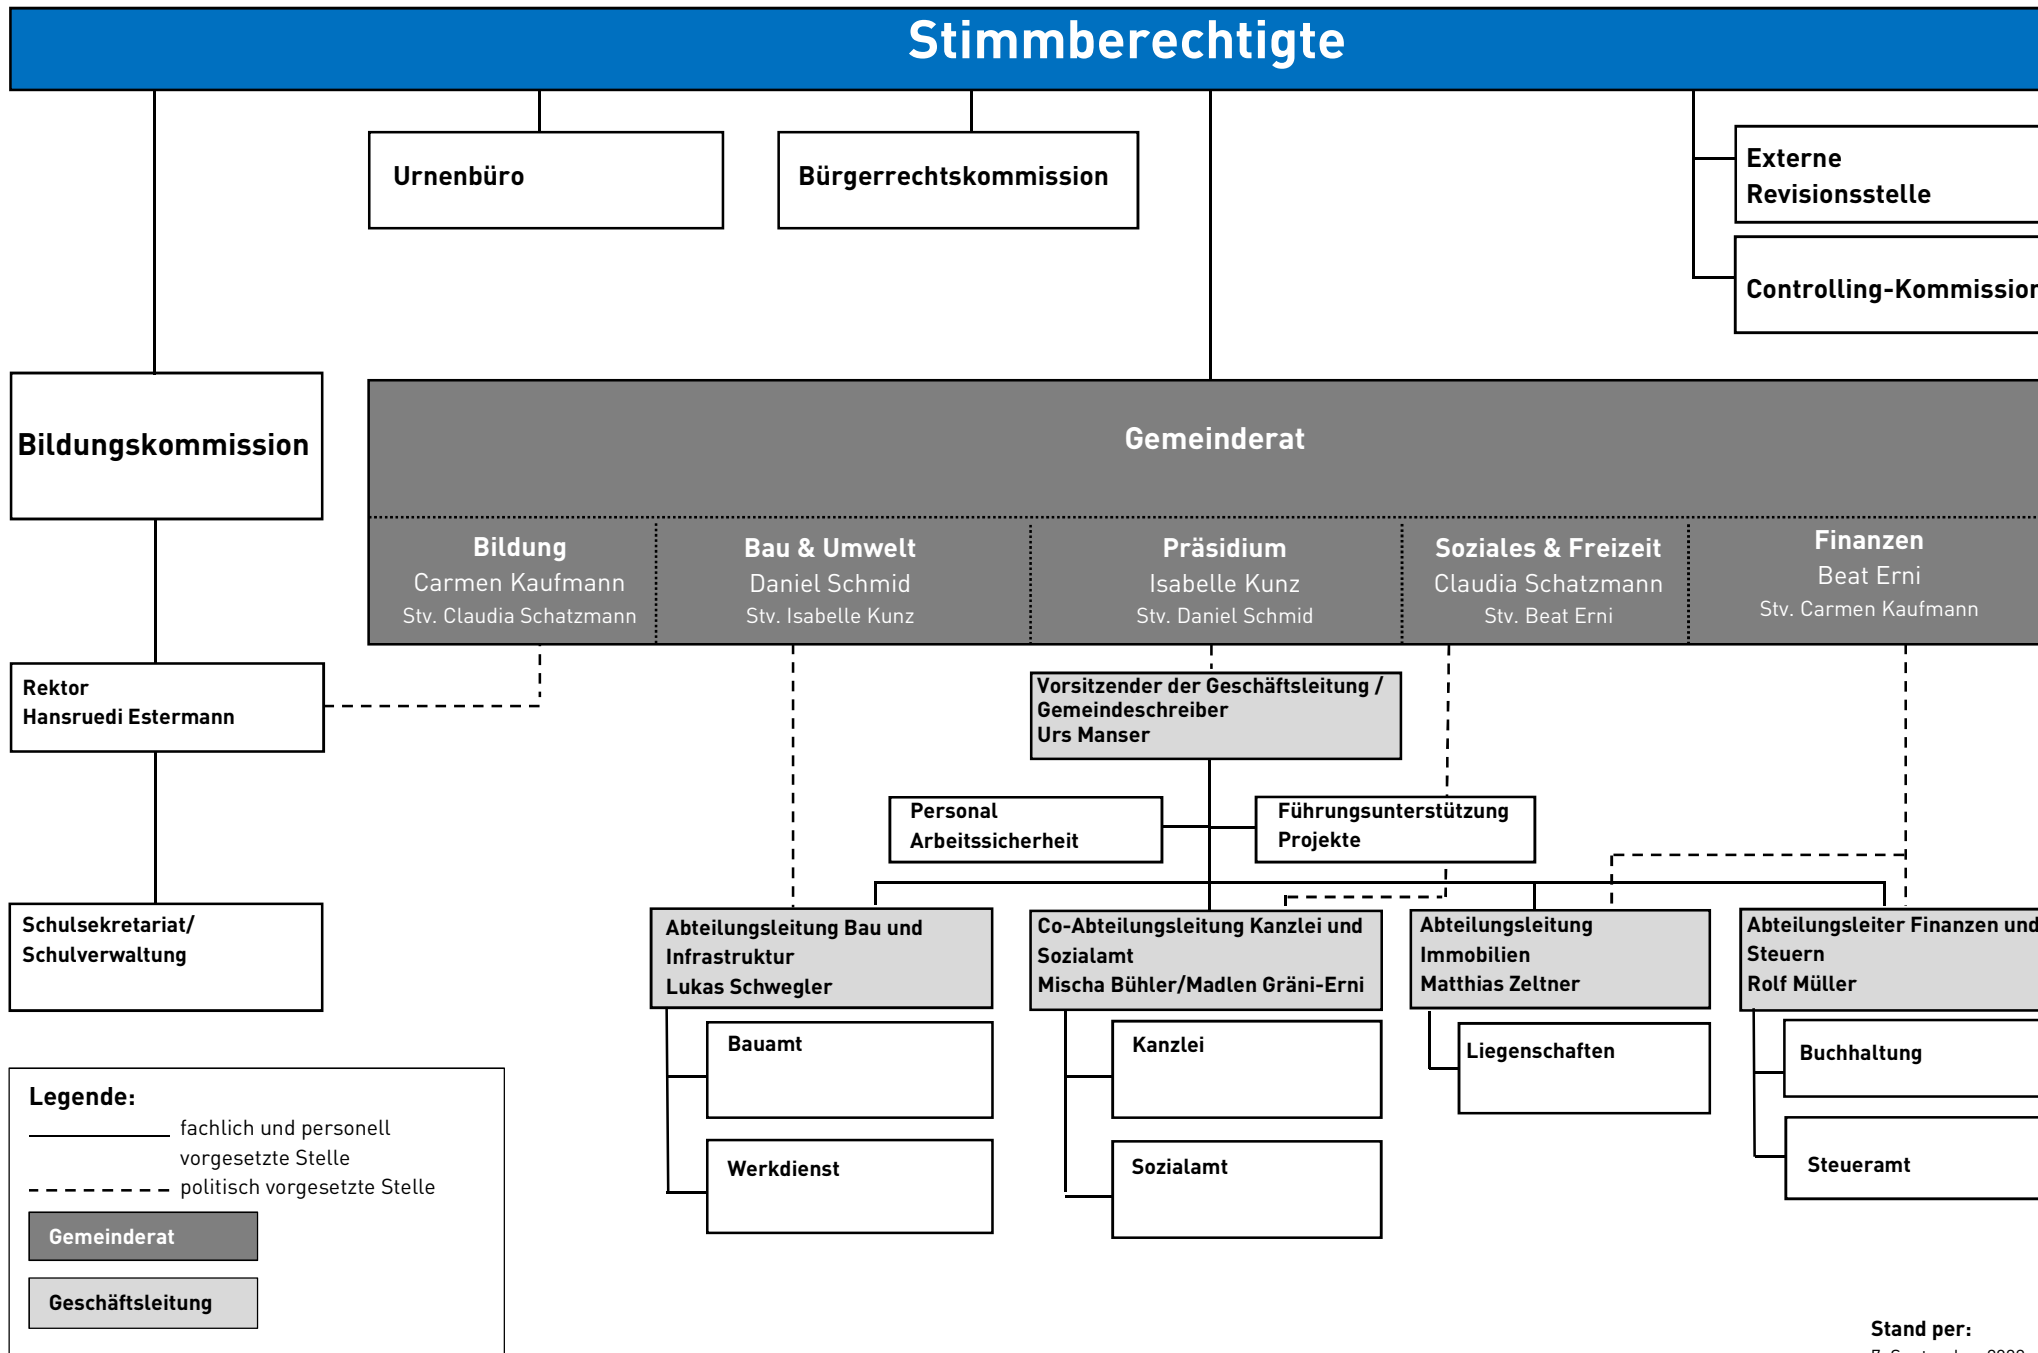 Stimmberechtigte
Urnenbüro
Bürgerrechtskommission
Externe
Revisionsstelle
Controlling-Kommission
Bildungskommission
Gemeinderat
Bildung
Carmen Kaufmann
Stv. Claudia Schatzmann
Bau & Umwelt
Daniel Schmid
Stv. Isabelle Kunz
Präsidium
Isabelle Kunz
Stv. Daniel Schmid
Soziales & Freizeit
Claudia Schatzmann
Stv. Beat Erni
Finanzen
Beat Erni
Stv. Carmen Kaufmann
Rektor
Hansruedi Estermann
Vorsitzender der Geschäftsleitung /
Gemeindeschreiber
Urs Manser
Personal
Arbeitssicherheit
Führungsunterstützung
Projekte
Schulsekretariat/
Schulverwaltung
Abteilungsleitung Bau und
Infrastruktur
Lukas Schwegler
Co-Abteilungsleitung Kanzlei und
Sozialamt
Mischa Bühler/Madlen Gräni-Erni
Abteilungsleitung
Immobilien
Matthias Zeltner
Abteilungsleiter Finanzen und
Steuern
Rolf Müller
Bauamt
Werkdienst
Kanzlei
Sozialamt
Liegenschaften
Buchhaltung
Steueramt
Legende:
fachlich und personell
vorgesetzte Stelle
politisch vorgesetzte Stelle
Gemeinderat
Geschäftsleitung
Stand per: